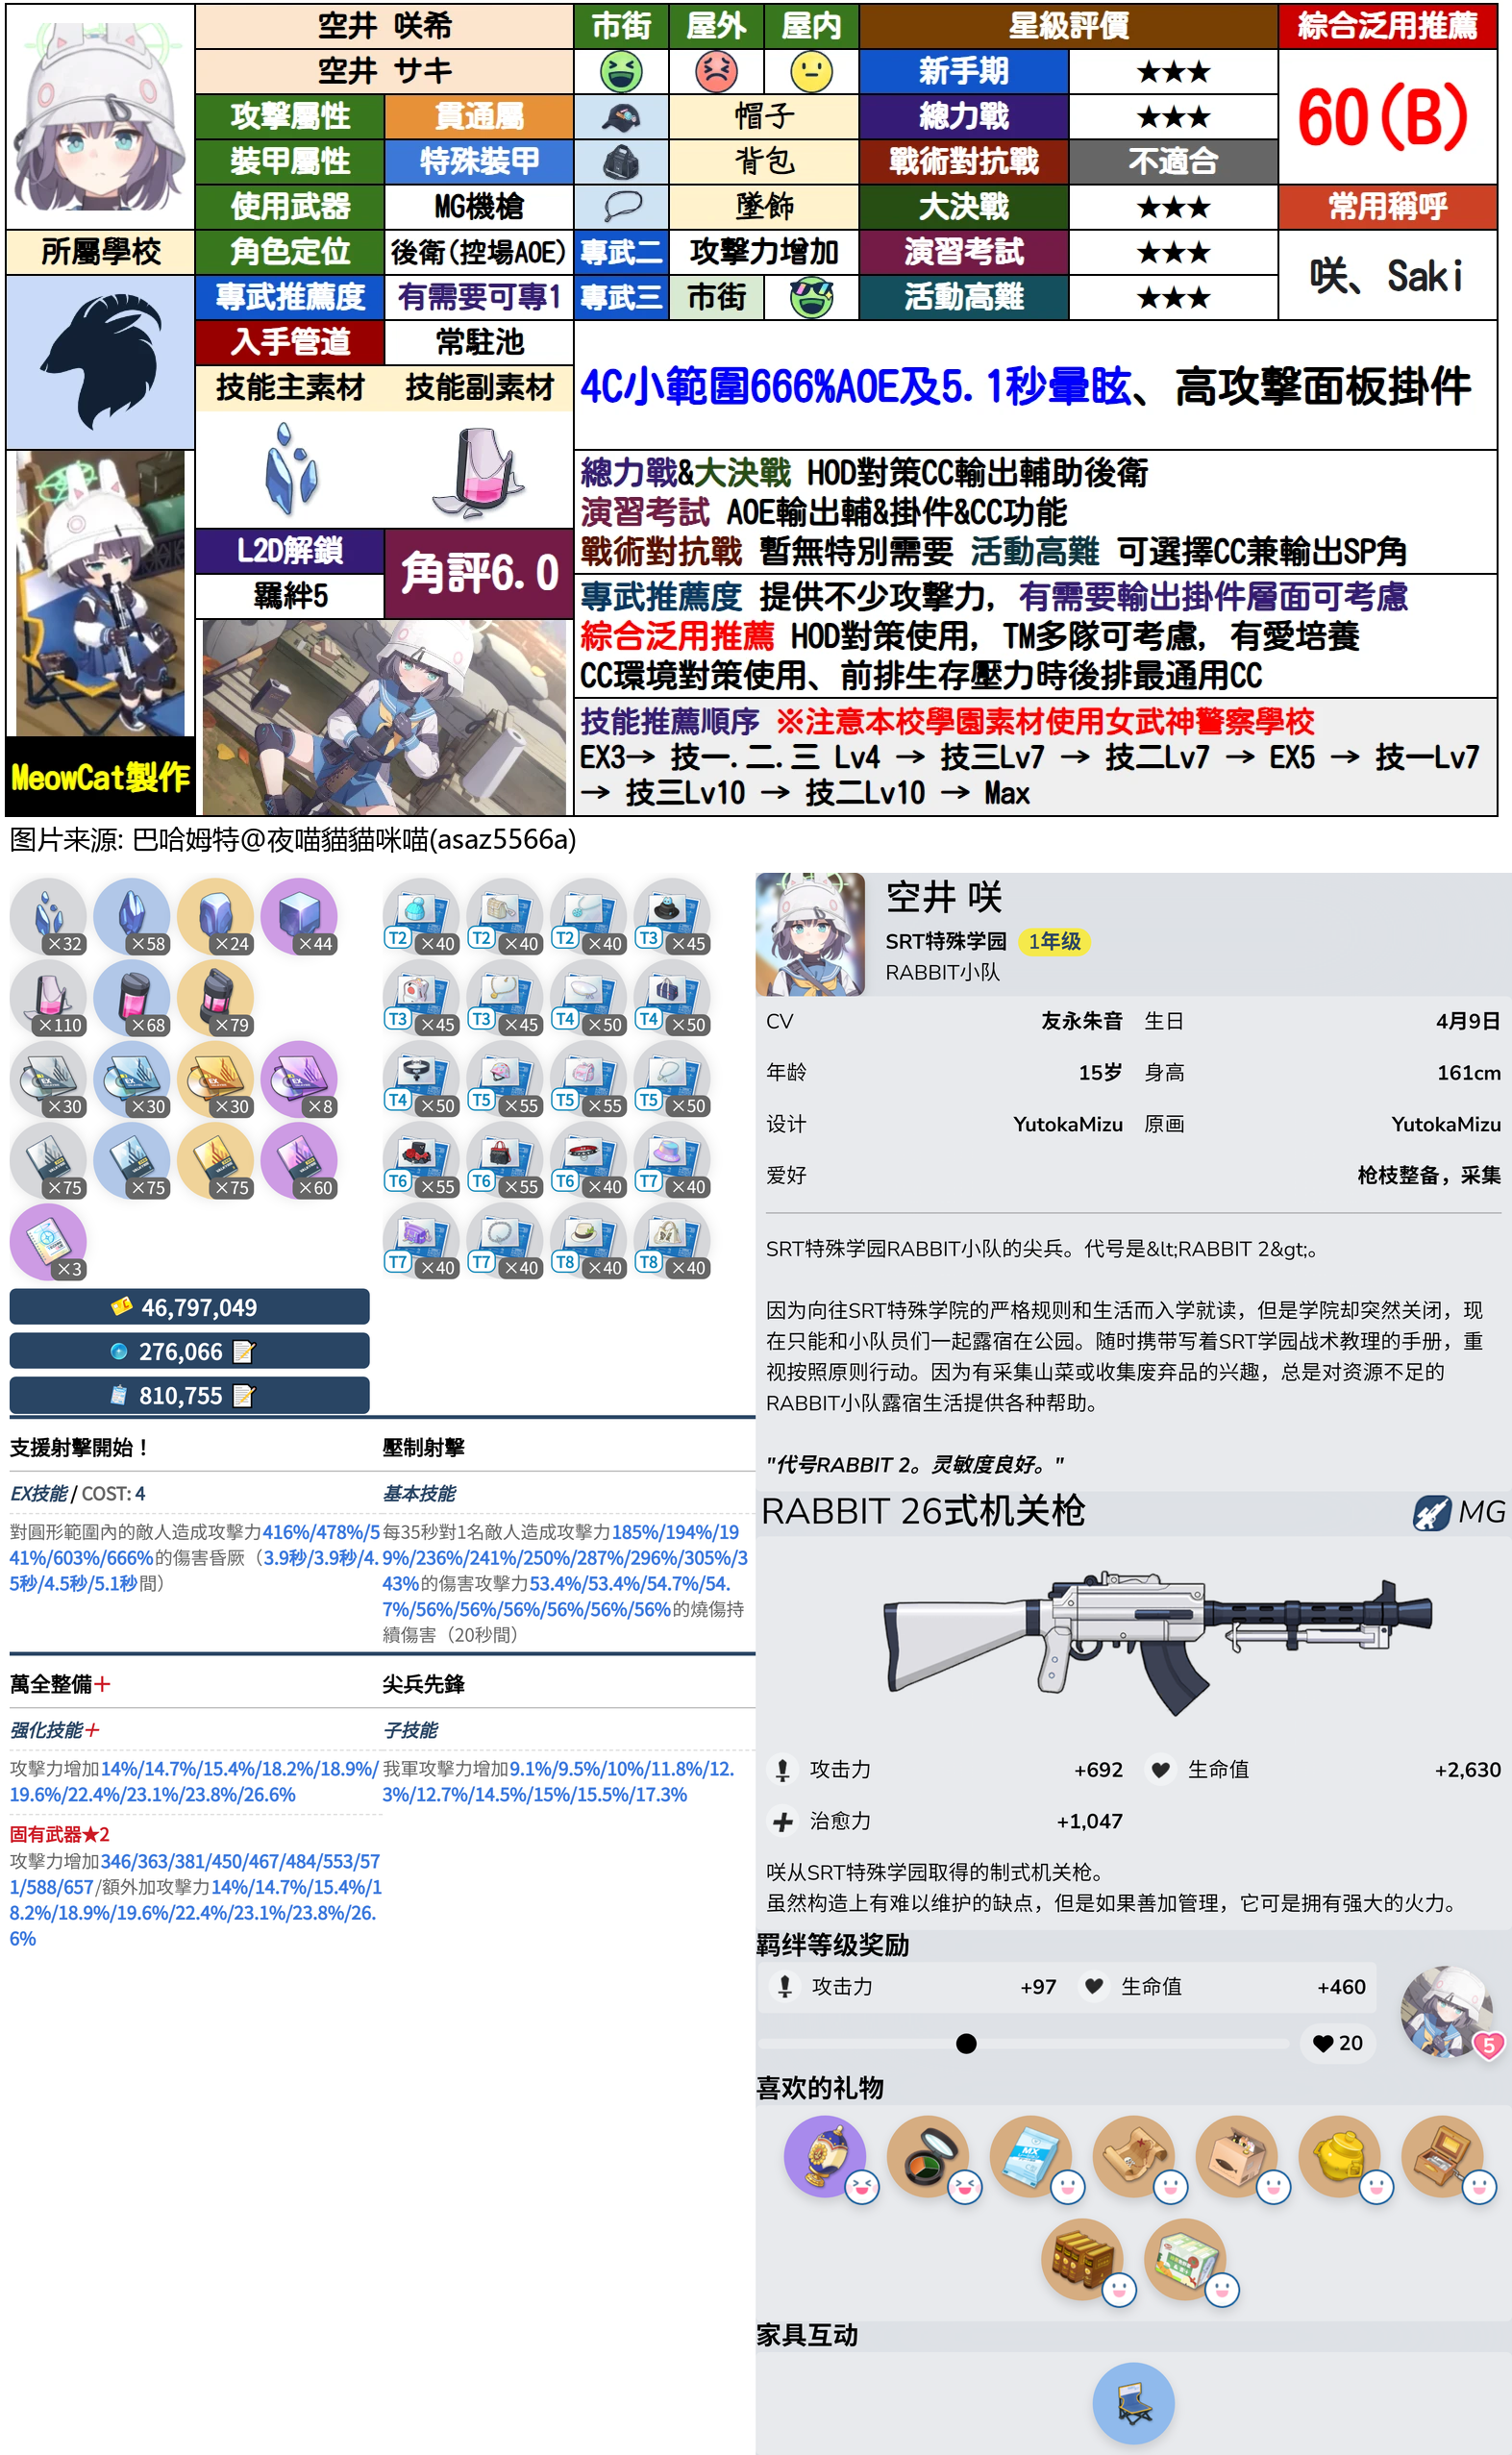 空井 咲希
市街
屋外
屋内
星級評價
綜合泛用推薦
空井 サキ
新手期
★★★
60(B)
攻擊屬性
貫通屬
帽子
總力戰
★★★
裝甲屬性
特殊裝甲
背包
戰術對抗戰
不適合
使用武器
MG機槍
墜飾
大決戰
★★★
常用稱呼
所屬學校
角色定位
後衛(控場AOE)
專武二
攻擊力增加
演習考試
★★★
咲、Saki
專武推薦度
有需要可專1
專武三
市街
活動高難
★★★
入手管道
常駐池
4C小範圍666%AOE及5.1秒暈眩、高攻擊面板掛件
技能主素材
技能副素材
總力戰&大決戰 HOD對策CC輸出輔助後衛
演習考試 AOE輸出輔&掛件&CC功能
戰術對抗戰 暫無特別需要 活動高難 可選擇CC兼輸出SP角
L2D解鎖
角評6.0
羈絆5
專武推薦度 提供不少攻擊力, 有需要輸出掛件層面可考慮
綜合泛用推薦 HOD對策使用, TM多隊可考慮, 有愛培養
CC環境對策使用、前排生存壓力時後排最通用CC
技能推薦順序 ※注意本校學園素材使用女武神警察學校
EX3→ 技一.二.三 Lv4 → 技三Lv7 → 技二Lv7 → EX5 → 技一Lv7
→ 技三Lv10 → 技二Lv10 → Max
MeowCat製作
图片来源: 巴哈姆特@夜喵貓貓咪喵(asaz5566a)
×32 ×58 ×24 ×44
×110 ×68 ×79
EX ×30 EX ×30 EX ×30 EX ×8
×75 ×75 ×75 ×60
×3
T2 ×40 T2 ×40 T2 ×40 T3 ×45
T3 ×45 T3 ×45 T4 ×50 T4 ×50
T4 ×50 T5 ×55 T5 ×55 T5 ×50
T6 ×55 T6 ×55 T6 ×40 T7 ×40
T7 ×40 T7 ×40 T8 ×40 T8 ×40
46,797,049
276,066
810,755
支援射擊開始！
EX技能 / COST: 4
對圓形範圍內的敵人造成攻擊力416%/478%/5
41%/603%/666%的傷害昏厥（3.9秒/3.9秒/4.
5秒/4.5秒/5.1秒間）
壓制射擊
基本技能
每35秒對1名敵人造成攻擊力185%/194%/19
9%/236%/241%/250%/287%/296%/305%/3
43%的傷害攻擊力53.4%/53.4%/54.7%/54.
7%/56%/56%/56%/56%/56%/56%的燒傷持
續傷害（20秒間）
萬全整備+
强化技能+
攻擊力增加14%/14.7%/15.4%/18.2%/18.9%/
19.6%/22.4%/23.1%/23.8%/26.6%
固有武器★2
攻擊力增加346/363/381/450/467/484/553/57
1/588/657/額外加攻擊力14%/14.7%/15.4%/1
8.2%/18.9%/19.6%/22.4%/23.1%/23.8%/26.
6%
尖兵先鋒
子技能
我軍攻擊力增加9.1%/9.5%/10%/11.8%/12.
3%/12.7%/14.5%/15%/15.5%/17.3%
空井 咲
SRT特殊学园 1年级
RABBIT小队
CV 友永朱音 生日 4月9日
年龄 15岁 身高 161cm
设计 YutokaMizu 原画 YutokaMizu
爱好 枪枝整备，采集
SRT特殊学园RABBIT小队的尖兵。代号是&lt;RABBIT 2&gt;。
因为向往SRT特殊学院的严格规则和生活而入学就读，但是学院却突然关闭，现
在只能和小队员们一起露宿在公园。随时携带写着SRT学园战术教理的手册，重
视按照原则行动。因为有采集山菜或收集废弃品的兴趣，总是对资源不足的
RABBIT小队露宿生活提供各种帮助。
"代号RABBIT 2。灵敏度良好。"
RABBIT 26式机关枪 MG
攻击力 +692 生命值 +2,630
治愈力 +1,047
咲从SRT特殊学园取得的制式机关枪。
虽然构造上有难以维护的缺点，但是如果善加管理，它可是拥有强大的火力。
羁绊等级奖励
攻击力 +97 生命值 +460
20
5
喜欢的礼物
MX
家具互动